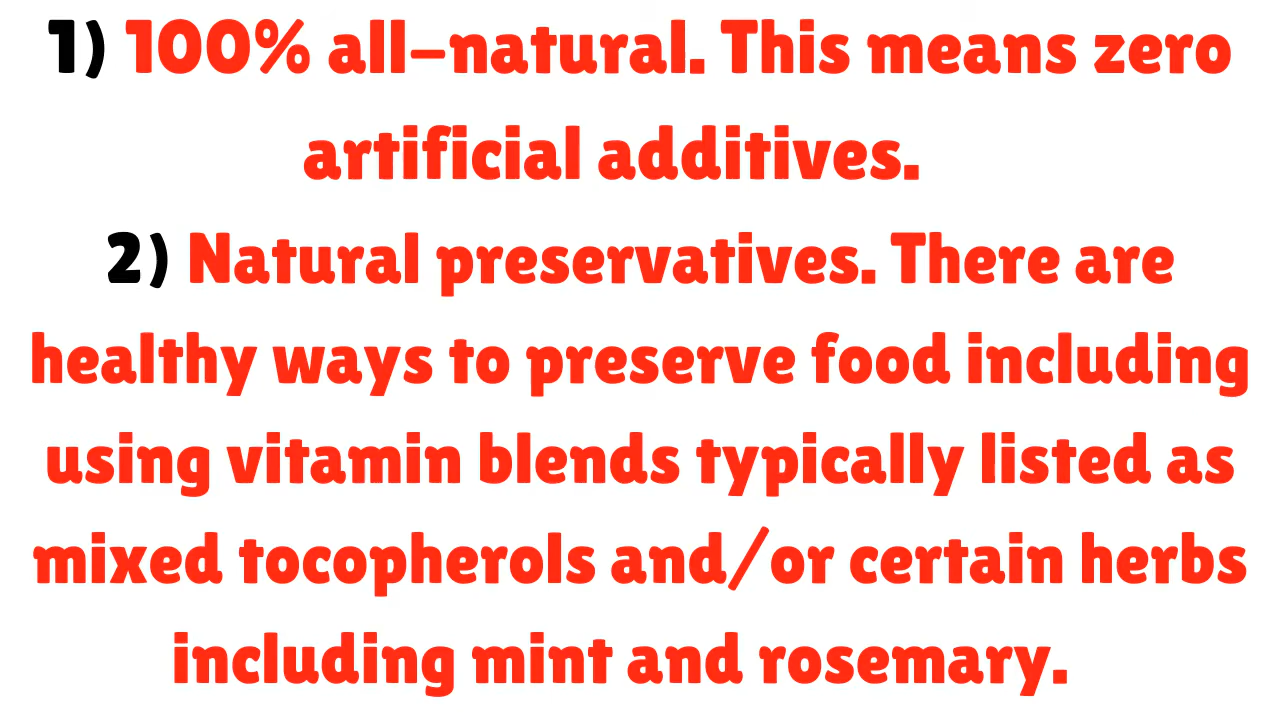 1) 100% all-natural. This means zero
artificial additives.
2) Natural preservatives. There are
healthy ways to preserve food including
using vitamin blends typically listed as
mixed tocopherols and/or certain herbs
including mint and rosemary.